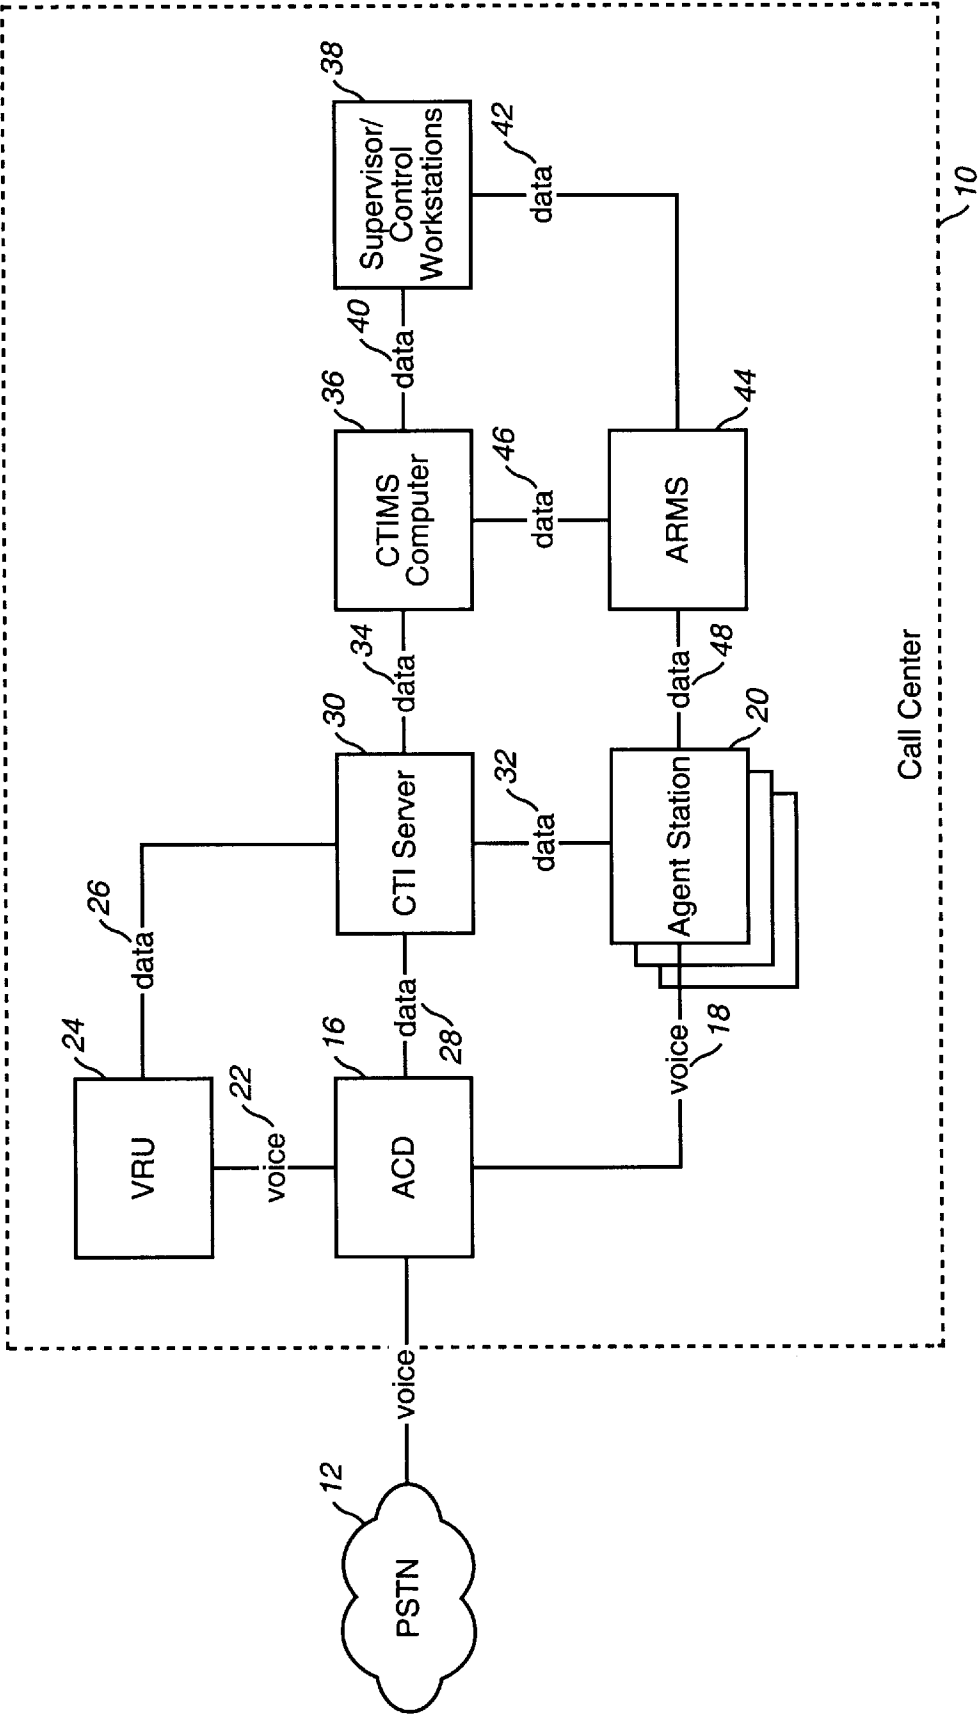 24
VRU
26
data
22
voice
12
PSTN
voice
16
ACD
data
28
30
CTI Server
34
data
36
CTIMS
Computer
40
data
38
Supervisor/
Control
Workstations
32
data
46
data
42
data
voice
18
Agent Station
20
data
48
ARMS
44
Call Center
10